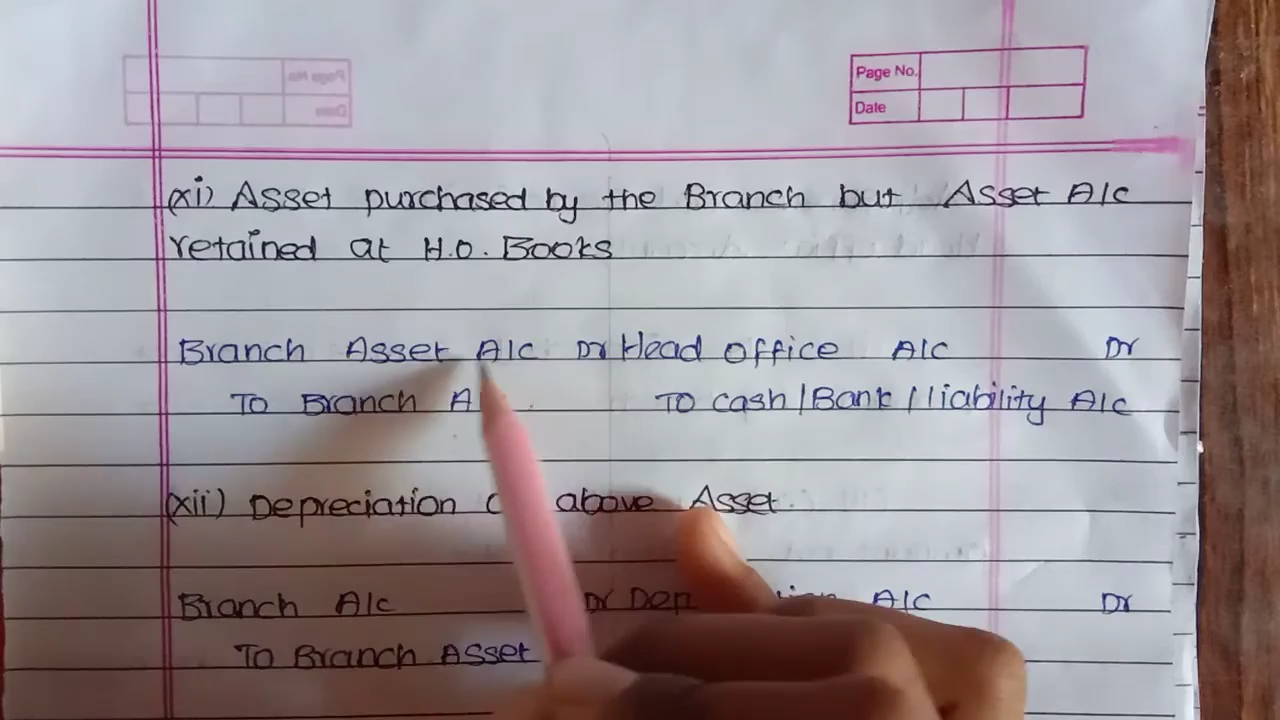 Page No.
Date
(xi) Asset purchased by the Branch but Asset A/c
retained at H.O. Books
Branch Asset A/c Dr Head office A/c Dr
To Branch To cash/Bank/liability A/c
(xii) Depreciation above Asset.
Branch A/c Dr A/c Dr
To Branch Asset